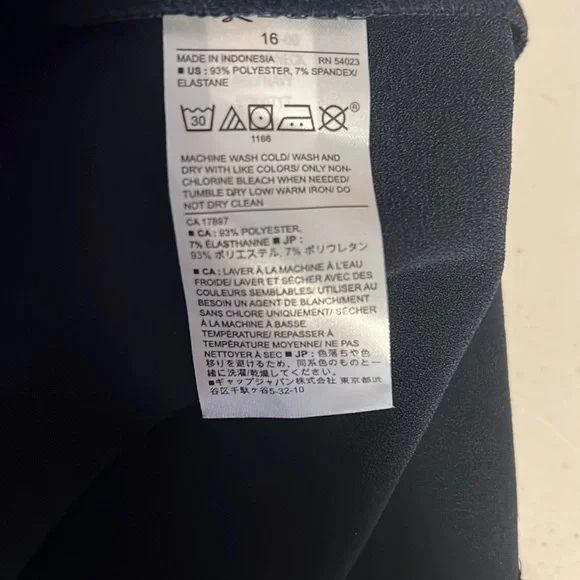 16
MADE IN INDONESIA RN 54023
■ US : 93% POLYESTER, 7% SPANDEX/
ELASTANE
30
®
1166
MACHINE WASH COLD/ WASH AND
DRY WITH LIKE COLORS/ ONLY NON-
CHLORINE BLEACH WHEN NEEDED/
TUMBLE DRY LOW/ WARM IRON/ DO
NOT DRY CLEAN
CA 17897
■ CA : 93% POLYESTER,
7% ÉLASTHANNE ■ JP :
93% ポリエステル, 7% ポリウレタン
■ CA : LAVER À LA MACHINE À L'EAU
FROIDE/ LAVER ET SÉCHER AVEC DES
COULEURS SEMBLABLES/ UTILISER AU
BESOIN UN AGENT DE BLANCHIMENT
SANS CHLORE UNIQUEMENT/ SÉCHER
À LA MACHINE À BASSE
TEMPÉRATURE/ REPASSER À
TEMPÉRATURE MOYENNE/ NE PAS
NETTOYER À SEC ■ JP : 色落ちや色
移りを避けるため、同系色のものと一
緒に洗濯/乾燥してください。
■ギャップジャパン株式会社 東京都渋
谷区千駄ヶ谷5-32-10